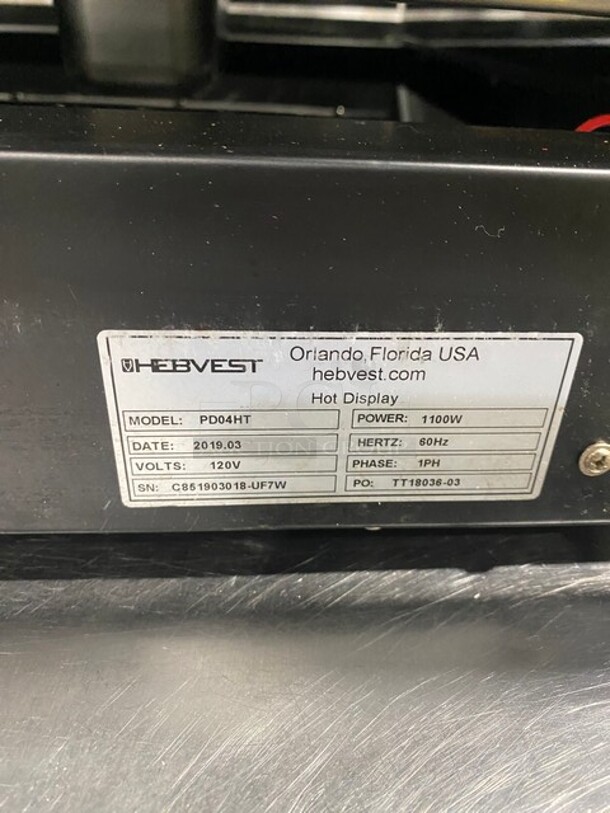 HEBVEST Orlando, Florida USA
hebvest.com
Hot Display
MODEL: PD04HT POWER: 1100W
DATE: 2019.03 HERTZ: 60Hz
VOLTS: 120V PHASE: 1PH
SN: C851903018-UF7W PO: TT18036-03